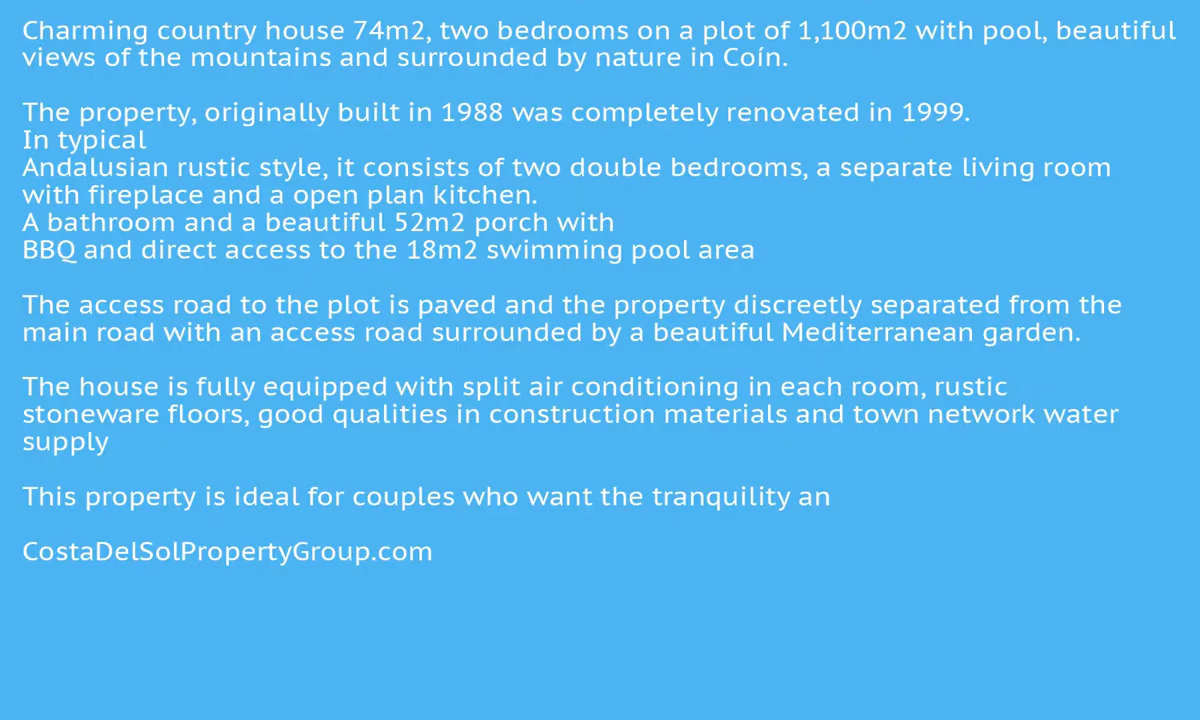 Charming country house 74m2, two bedrooms on a plot of 1,100m2 with pool, beautiful
views of the mountains and surrounded by nature in Coín.
The property, originally built in 1988 was completely renovated in 1999.
In typical
Andalusian rustic style, it consists of two double bedrooms, a separate living room
with fireplace and a open plan kitchen.
A bathroom and a beautiful 52m2 porch with
BBQ and direct access to the 18m2 swimming pool area
The access road to the plot is paved and the property discreetly separated from the
main road with an access road surrounded by a beautiful Mediterranean garden.
The house is fully equipped with split air conditioning in each room, rustic
stoneware floors, good qualities in construction materials and town network water
supply
This property is ideal for couples who want the tranquility an
CostaDelSolPropertyGroup.com